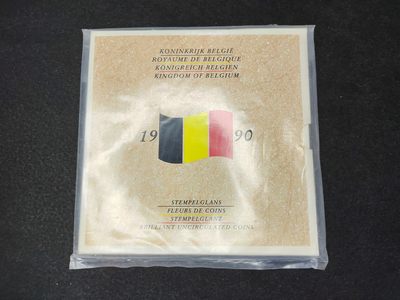 KONINKRIJK BELGIË
ROYAUME DE BELGIQUE
KÖNIGREICH BELGIEN
KINGDOM OF BELGIUM
19 90
STEMPELGLANS
FLEURS DE COINS
STEMPELGLANZ
BRILLIANT UNCIRCULATED COINS